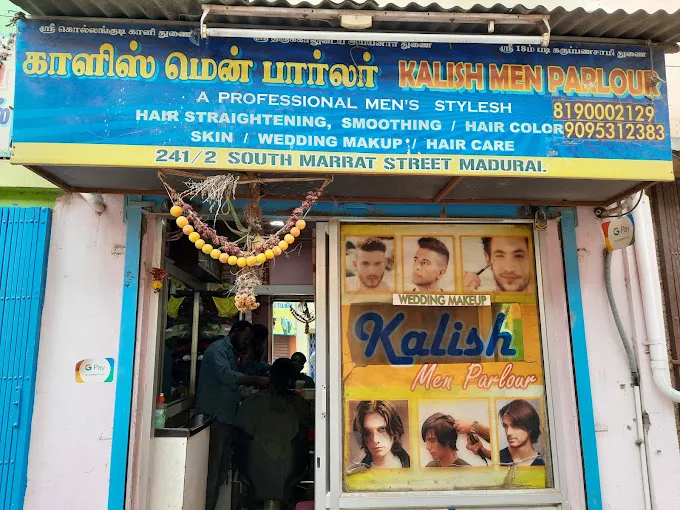 ஸ்ரீ கொல்லங்குடி காளி துணை
ஸ்ரீ 18ம் படி கருப்பணசாமி துணை
காளிஸ் மென் பார்லர் KALISH MEN PARLOUR
A PROFESSIONAL MEN'S STYLESH
8190002129
HAIR STRAIGHTENING, SMOOTHING / HAIR COLOR
9095312383
SKIN / WEDDING MAKUP / HAIR CARE
241/2 SOUTH MARRAT STREET MADURAI.
G Pay
WEDDING MAKEUP
Kalish
Men Parlour
G Pay